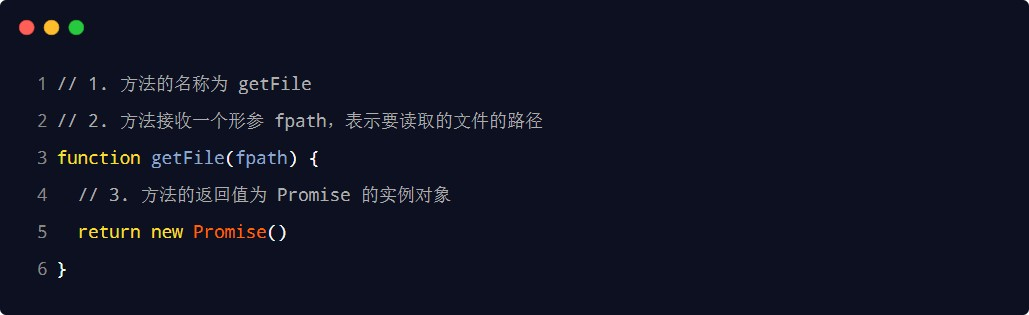 1 // 1. 方法的名称为 getFile
2 // 2. 方法接收一个形参 fpath，表示要读取的文件的路径
3 function getFile(fpath) {
4   // 3. 方法的返回值为 Promise 的实例对象
5   return new Promise()
6 }